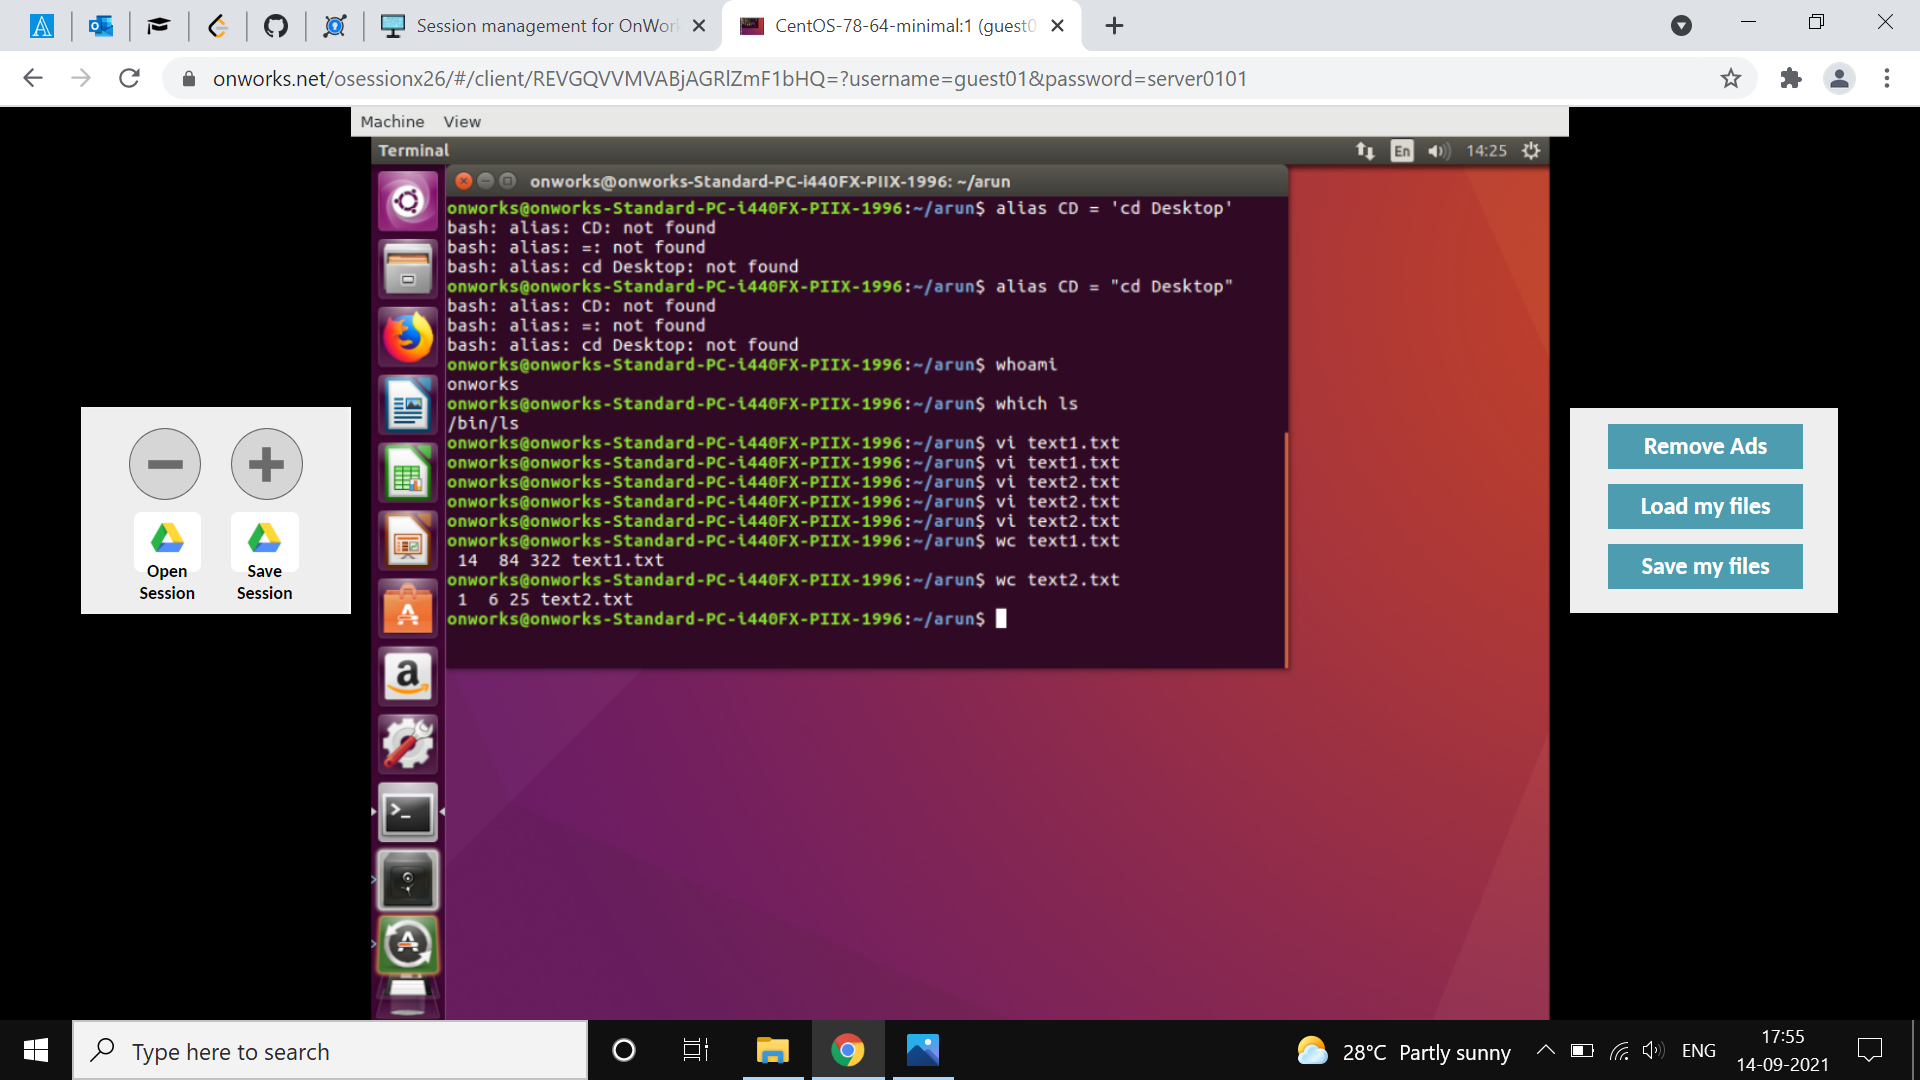 Session management for OnWor
CentOS-78-64-minimal:1 (guest0
onworks.net/osessionx26/#/client/REVGQVVMVABjAGRlZmF1bHQ=?username=guest01&password=server0101
Machine View
Terminal
En
14:25
onworks@onworks-Standard-PC-i440FX-PIIX-1996: ~/arun
onworks@onworks-Standard-PC-i440FX-PIIX-1996:~/arun$ alias CD = 'cd Desktop'
bash: alias: CD: not found
bash: alias: =: not found
bash: alias: cd Desktop: not found
onworks@onworks-Standard-PC-i440FX-PIIX-1996:~/arun$ alias CD = "cd Desktop"
bash: alias: CD: not found
bash: alias: =: not found
bash: alias: cd Desktop: not found
onworks@onworks-Standard-PC-i440FX-PIIX-1996:~/arun$ whoami
onworks
onworks@onworks-Standard-PC-i440FX-PIIX-1996:~/arun$ which ls
/bin/ls
onworks@onworks-Standard-PC-i440FX-PIIX-1996:~/arun$ vi text1.txt
onworks@onworks-Standard-PC-i440FX-PIIX-1996:~/arun$ vi text1.txt
onworks@onworks-Standard-PC-i440FX-PIIX-1996:~/arun$ vi text2.txt
onworks@onworks-Standard-PC-i440FX-PIIX-1996:~/arun$ vi text2.txt
onworks@onworks-Standard-PC-i440FX-PIIX-1996:~/arun$ vi text2.txt
onworks@onworks-Standard-PC-i440FX-PIIX-1996:~/arun$ wc text1.txt
14 84 322 text1.txt
onworks@onworks-Standard-PC-i440FX-PIIX-1996:~/arun$ wc text2.txt
1 6 25 text2.txt
onworks@onworks-Standard-PC-i440FX-PIIX-1996:~/arun$
Open
Session
Save
Session
Remove Ads
Load my files
Save my files
Type here to search
28°C Partly sunny
ENG
17:55
14-09-2021